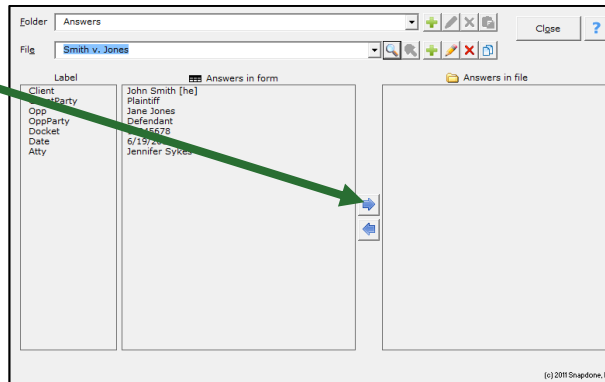 Folder Answers
Close ?
File Smith v. Jones
Label Answers in form Answers in file
Client John Smith [he]
Plaintiff
Opp Jane Jones
OppParty Defendant
Docket
Date
Atty Jennifer Sykes
(c) 2011 Snapdone,